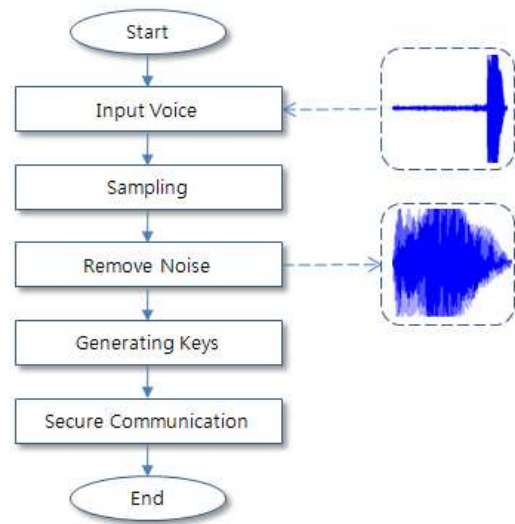 Start
Input Voice
Sampling
Remove Noise
Generating Keys
Secure Communication
End